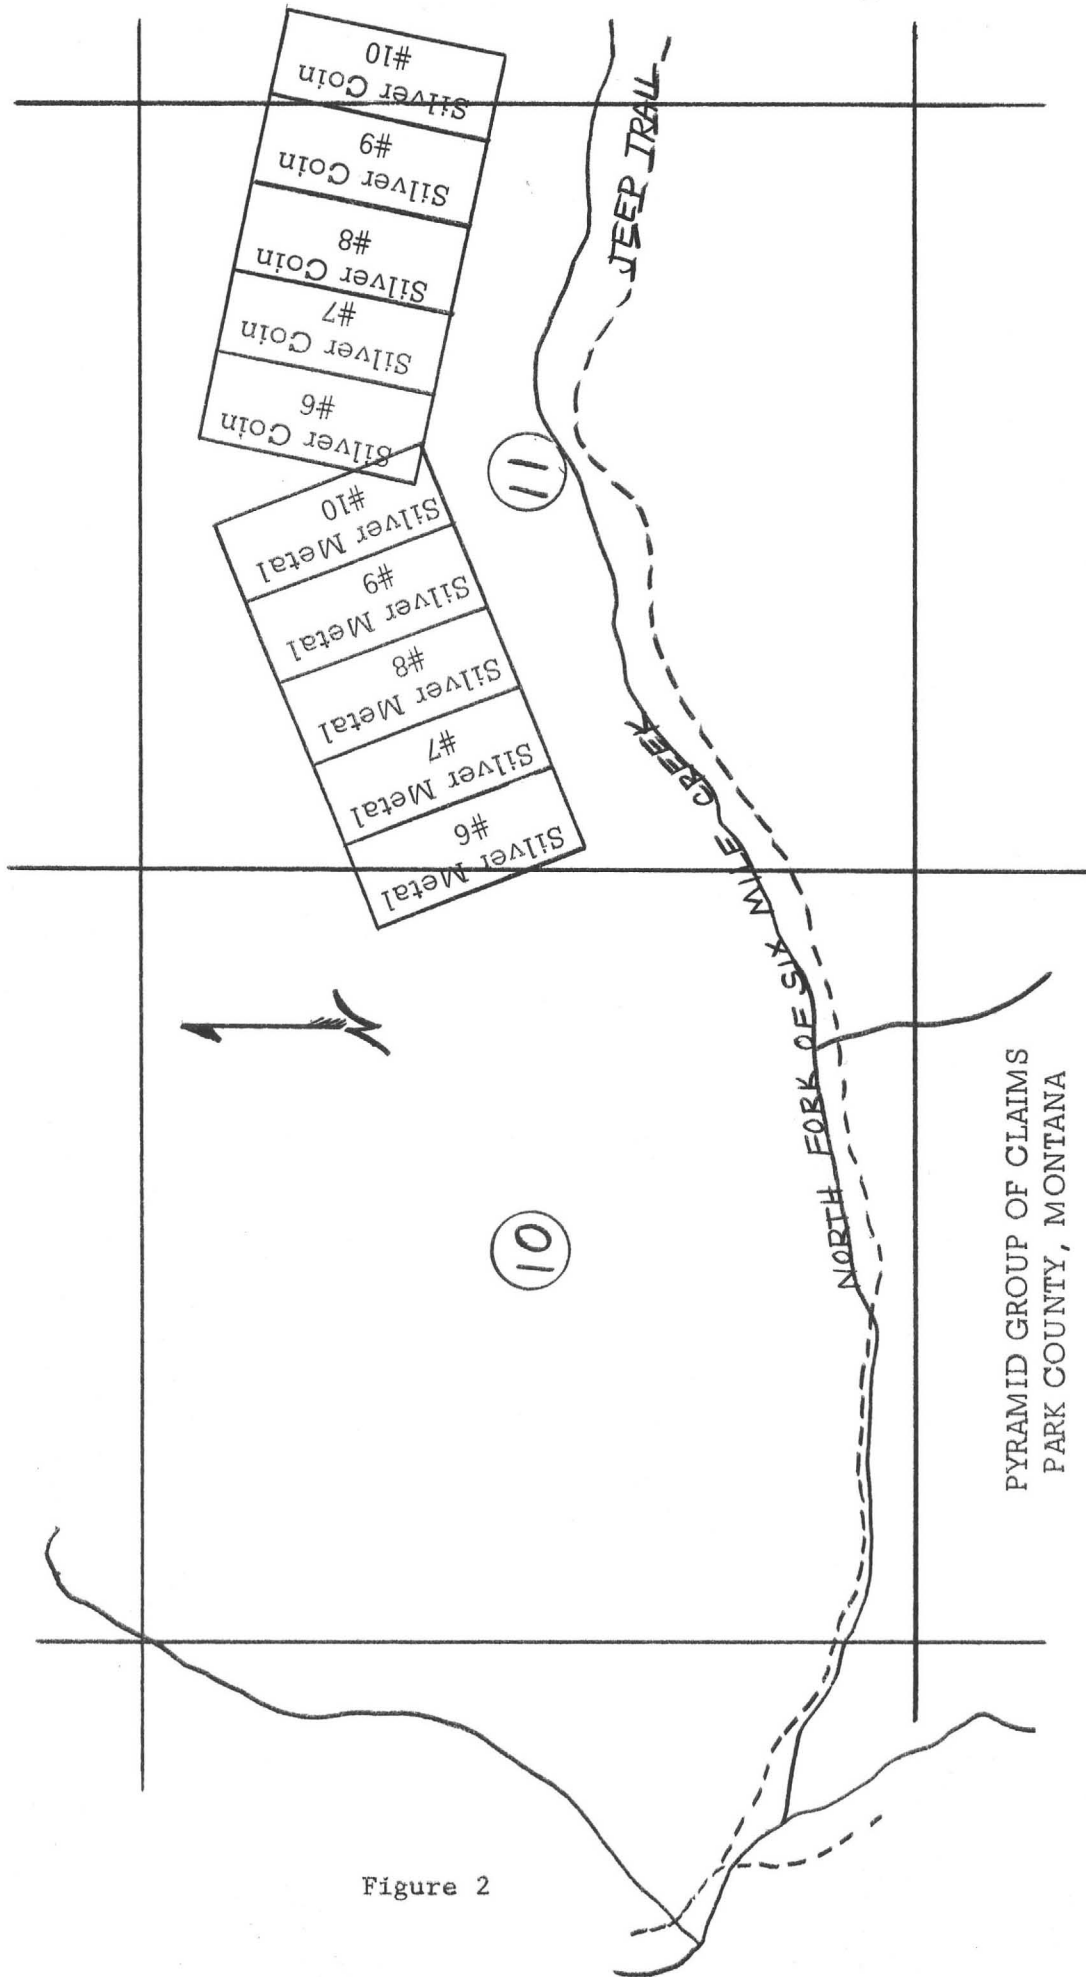 Silver Metal
#6
Silver Metal
#7
Silver Metal
#8
Silver Metal
#9
Silver Metal
#10
Silver Coin
#6
Silver Coin
#7
Silver Coin
#8
Silver Coin
#9
Silver Coin
#10
N
10
11
JEEP TRAIL
NORTH FORK OF SIX MILE CREEK
PYRAMID GROUP OF CLAIMS
PARK COUNTY, MONTANA
Figure 2